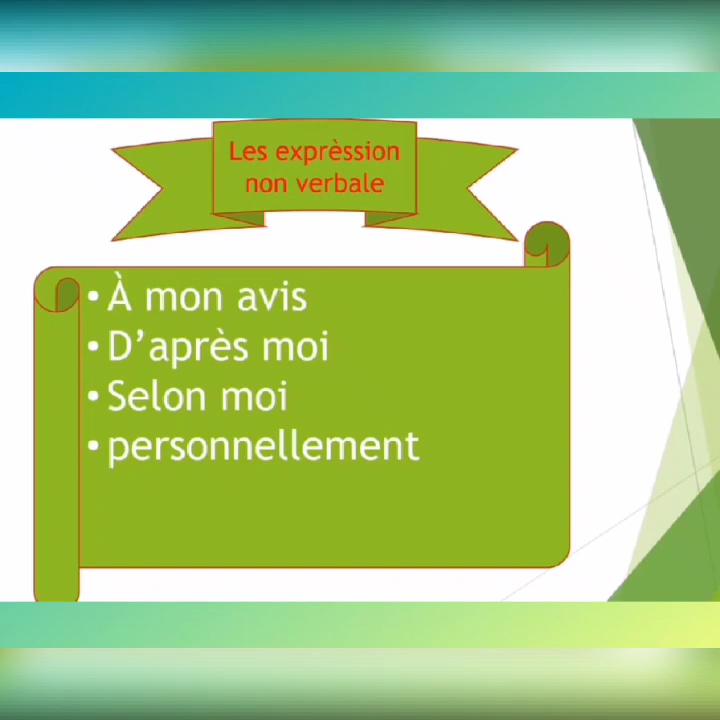 Les exprèssion
non verbale
• À mon avis
• D'après moi
• Selon moi
• personnellement